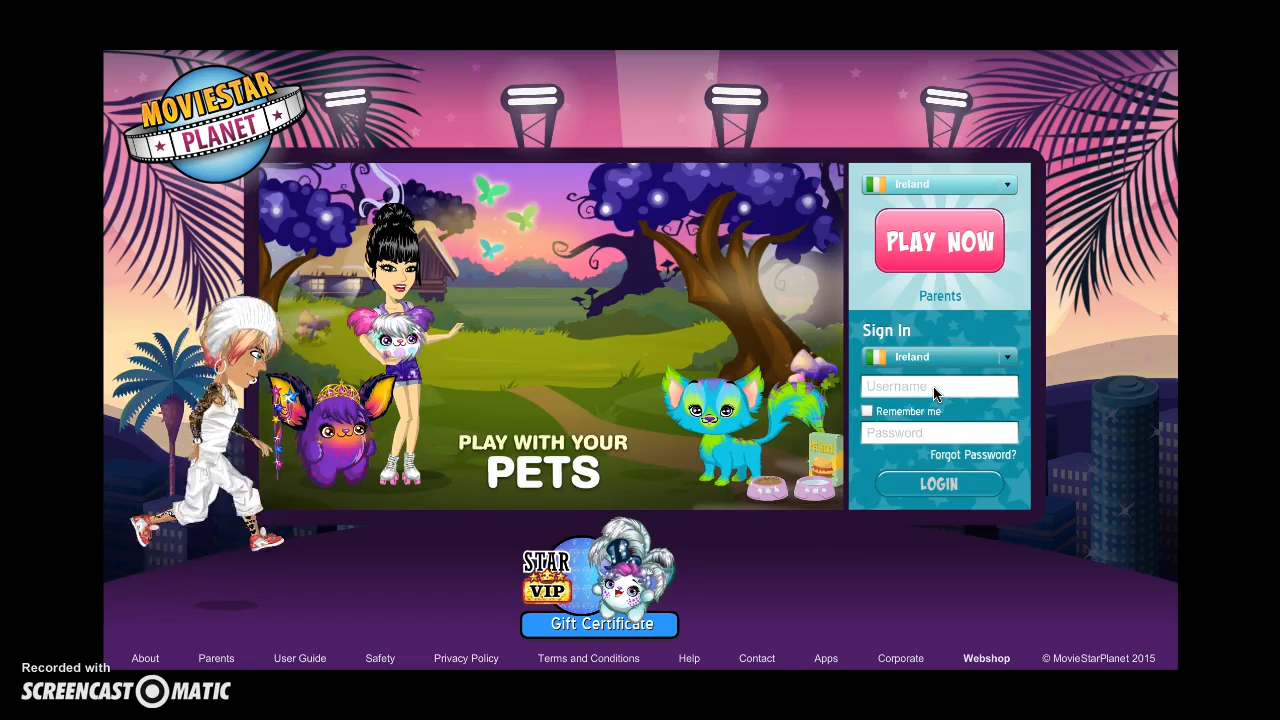 MOVIESTAR
PLANET
Ireland
PLAY NOW
Parents
Sign In
Ireland
Username
Remember me
Password
Forgot Password?
LOGIN
PLAY WITH YOUR
PETS
STAR
VIP
Gift Certificate
About Parents User Guide Safety Privacy Policy Terms and Conditions Help Contact Apps Corporate Webshop © MovieStarPlanet 2015
Recorded with
SCREENCAST-O-MATIC